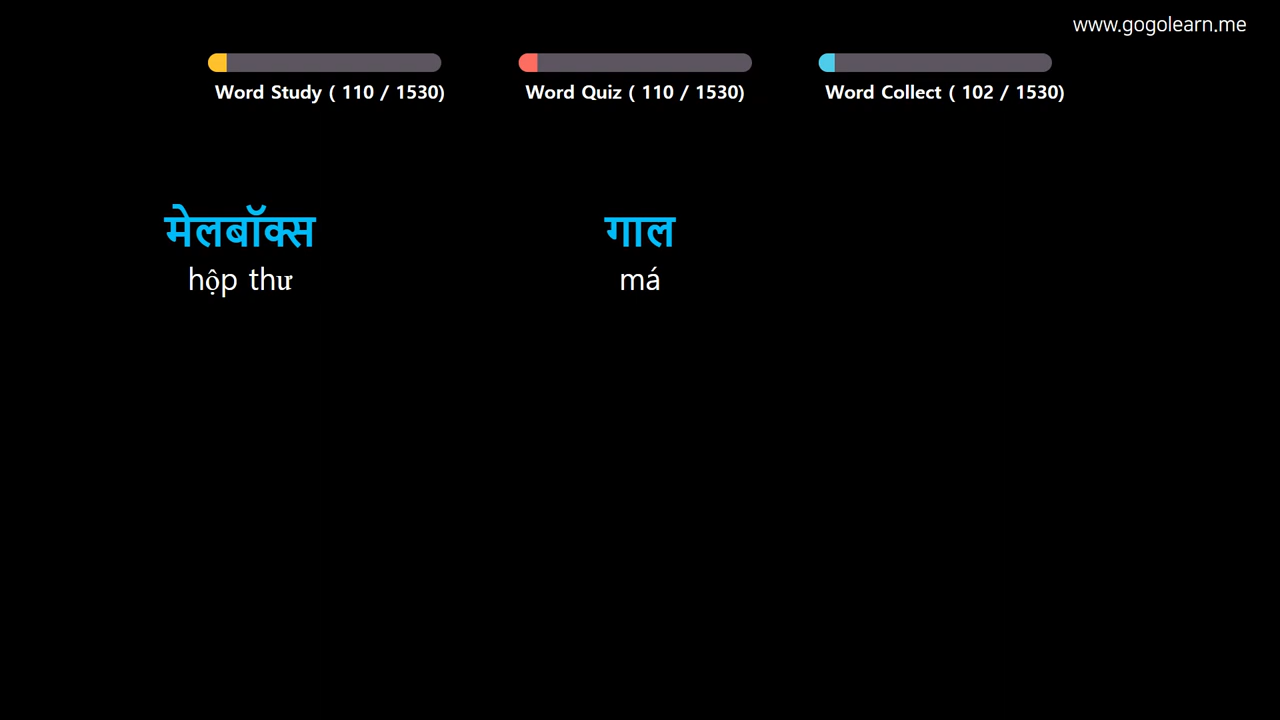 www.gogolearn.me
Word Study ( 110 / 1530)
Word Quiz ( 110 / 1530)
Word Collect ( 102 / 1530)
मेलबॉक्स
hộp thư
गाल
má